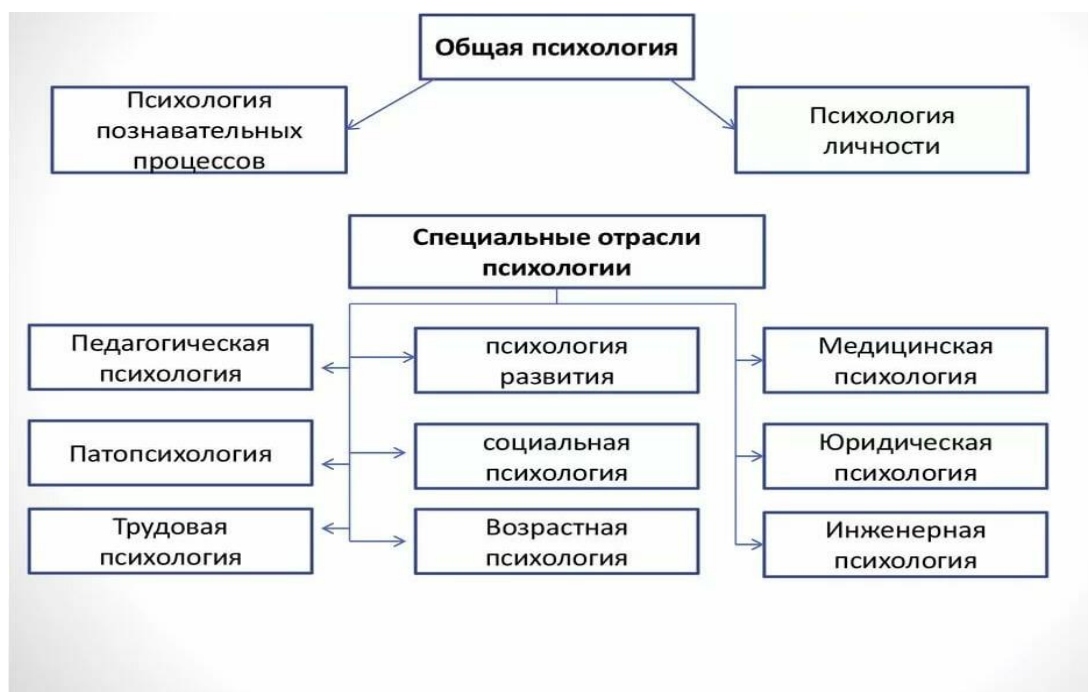 Общая психология
Психология
познавательных
процессов
Психология
личности
Специальные отрасли
психологии
Педагогическая
психология
психология
развития
Медицинская
психология
Патопсихология
социальная
психология
Юридическая
психология
Трудовая
психология
Возрастная
психология
Инженерная
психология